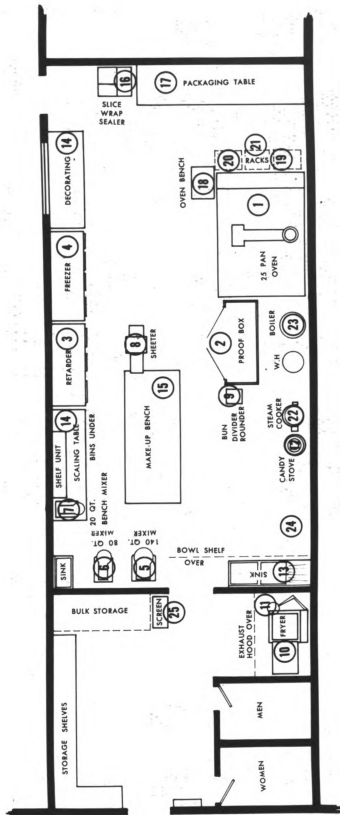 SLICE
WRAP
SEALER
16
17
PACKAGING TABLE
14
DECORATING
20
21
RACKS
19
OVEN BENCH
18
1
25 PAN
OVEN
4
FREEZER
3
RETARDER
8
SHEETER
2
PROOF BOX
23
BOILER
W.H
9
BUN
DIVIDER
ROUNDER
15
MAKE-UP BENCH
14
SHELF UNIT
SCALING TABLE
BINS UNDER
7
20 QT.
BENCH MIXER
STEAM
COOKER
22
CANDY
STOVE
12
24
SINK
6
80 QT.
MIXER
5
140 QT.
MIXER
BOWL SHELF
OVER
13
SINK
BULK STORAGE
SCREEN
25
EXHAUST
HOOD OVER
11
FRYER
10
STORAGE SHELVES
MEN
WOMEN